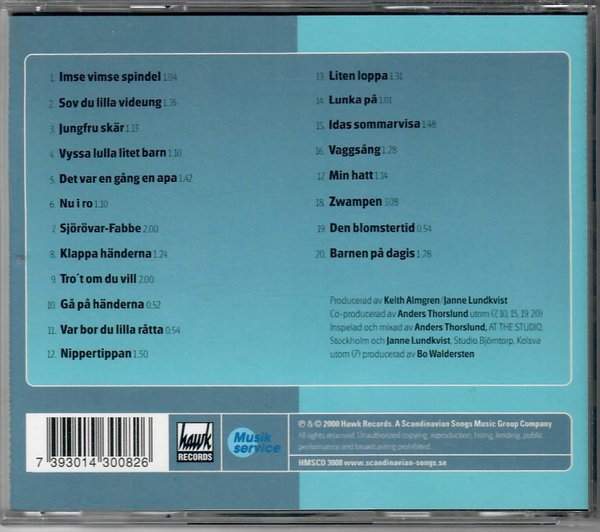 1. Imse vimse spindel 1.04
2. Sov du lilla videung 1.35
3. Jungfru skär 1.13
4. Vyssa lulla litet barn 1.10
5. Det var en gång en apa 1.42
6. Nu i ro 1.10
7. Sjörövar-Fabbe 2.00
8. Klappa händerna 1.24
9. Tro´t om du vill 2.00
10. Gå på händerna 0.52
11. Var bor du lilla råtta 0.54
12. Nippertippan 1.50
13. Liten loppa 1.31
14. Lunka på 1.01
15. Idas sommarvisa 1.48
16. Vaggsång 1.28
17. Min hatt 1.14
18. Zwampen 3.08
19. Den blomstertid 0.54
20. Barnen på dagis 1.78
Producerad av Keith Almgren/Janne Lundkvist
Co-producerad av Anders Thorslund utom (7, 10, 15, 19, 20)
Inspelad och mixad av Anders Thorslund, AT THE STUDIO,
Stockholm och Janne Lundkvist, Studio Björntorp, Kolsva
utom (7) producerad av Bo Waldersten
7 393014 300826
hawk
RECORDS
Musik
service
℗ & © 2000 Hawk Records. A Scandinavian Songs Music Group Company
All rights reserved. Unauthorized copying, reproduction, hiring, lending, public
performance and broadcasting prohibited.
HMSCD 3008 www.scandinavian-songs.se